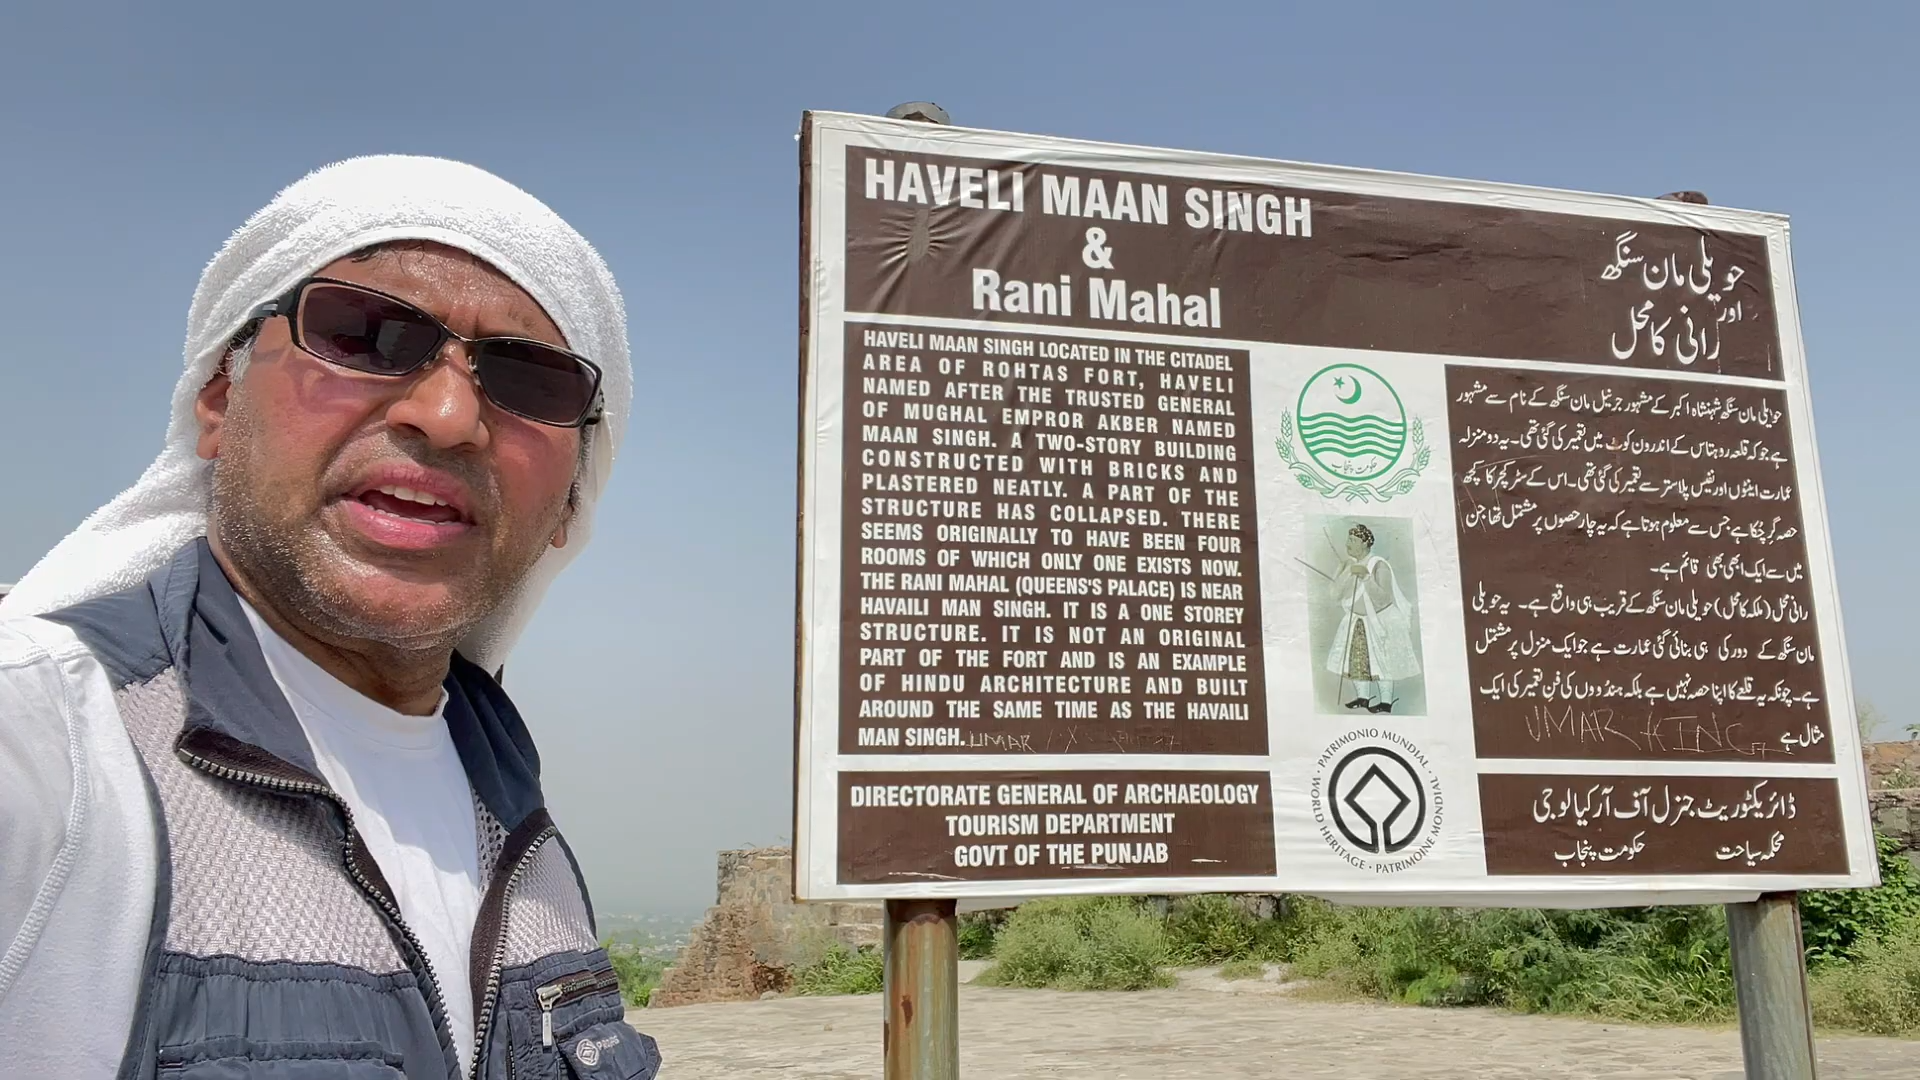 HAVELI MAAN SINGH
&
Rani Mahal
حویلی مان سنگھ
اور
رانی کا محل
HAVELI MAAN SINGH LOCATED IN THE CITADEL
AREA OF ROHTAS FORT, HAVELI
NAMED AFTER THE TRUSTED GENERAL
OF MUGHAL EMPROR AKBER NAMED
MAAN SINGH. A TWO-STORY BUILDING
CONSTRUCTED WITH BRICKS AND
PLASTERED NEATLY. A PART OF THE
STRUCTURE HAS COLLAPSED. THERE
SEEMS ORIGINALLY TO HAVE BEEN FOUR
ROOMS OF WHICH ONLY ONE EXISTS NOW.
THE RANI MAHAL (QUEENS'S PALACE) IS NEAR
HAVAILI MAN SINGH. IT IS A ONE STOREY
STRUCTURE. IT IS NOT AN ORIGINAL
PART OF THE FORT AND IS AN EXAMPLE
OF HINDU ARCHITECTURE AND BUILT
AROUND THE SAME TIME AS THE HAVAILI
MAN SINGH.
UMAR
حکومت پنجاب
حویلی مان سنگھ شہنشاہ اکبر کے مشہور جرنیل مان سنگھ کے نام سے مشہور
ہے جو کہ قلعہ روہتاس کے اندرون کوٹ میں تعمیر کی گئی تھی۔ یہ دو منزلہ
عمارت اینٹوں اور نفیس پلاسٹر سے تعمیر کی گئی تھی۔ اس کے سٹرکچر کا کچھ
حصہ گر چکا ہے جس سے معلوم ہوتا ہے کہ یہ چار حصوں پر مشتمل تھا جن
میں سے ایک ابھی بھی قائم ہے۔
رانی محل (ملکہ کا محل) حویلی مان سنگھ کے قریب ہی واقع ہے۔ یہ حویلی
مان سنگھ کے دور کی ہی بنائی گئی عمارت ہے جو ایک منزل پر مشتمل
ہے۔ چونکہ یہ قلعے کا اپنا حصہ نہیں ہے بلکہ ہندوؤں کی فن تعمیر کی ایک
مثال ہے
UMAR KING
DIRECTORATE GENERAL OF ARCHAEOLOGY
TOURISM DEPARTMENT
GOVT OF THE PUNJAB
WORLD HERITAGE · PATRIMONIO MUNDIAL · PATRIMOINE MONDIAL
ڈائریکٹوریٹ جنرل آف آرکیالوجی
محکمہ سیاحت حکومت پنجاب